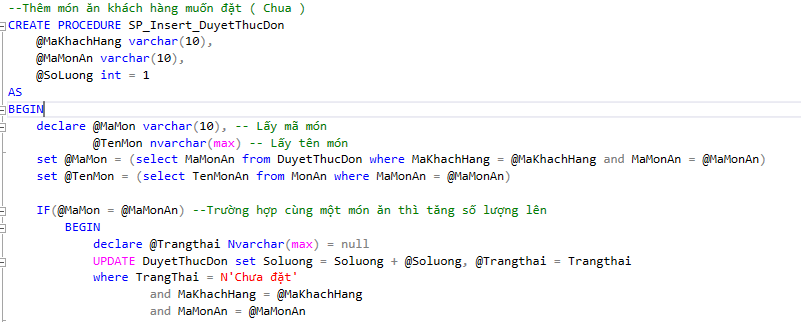 --Thêm món ăn khách hàng muốn đặt ( Chua )
CREATE PROCEDURE SP_Insert_DuyetThucDon
@MaKhachHang varchar(10),
@MaMonAn varchar(10),
@SoLuong int = 1
AS
BEGIN
declare @MaMon varchar(10), -- Lấy mã món
@TenMon nvarchar(max) -- Lấy tên món
set @MaMon = (select MaMonAn from DuyetThucDon where MaKhachHang = @MaKhachHang and MaMonAn = @MaMonAn)
set @TenMon = (select TenMonAn from MonAn where MaMonAn = @MaMonAn)
IF(@MaMon = @MaMonAn) --Trường hợp cùng một món ăn thì tăng số lượng lên
BEGIN
declare @Trangthai Nvarchar(max) = null
UPDATE DuyetThucDon set Soluong = Soluong + @Soluong, @Trangthai = Trangthai
where TrangThai = N'Chưa đặt'
and MaKhachHang = @MaKhachHang
and MaMonAn = @MaMonAn